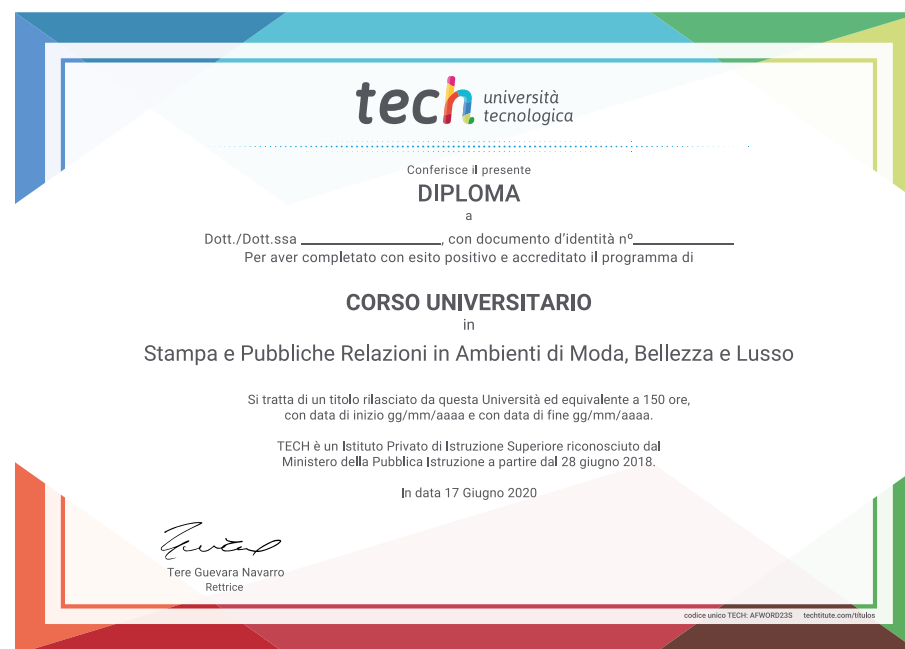 tech università
tecnologica
Conferisce il presente
DIPLOMA
a
Dott./Dott.ssa ____________________, con documento d'identità nº______________
Per aver completato con esito positivo e accreditato il programma di
CORSO UNIVERSITARIO
in
Stampa e Pubbliche Relazioni in Ambienti di Moda, Bellezza e Lusso
Si tratta di un titolo rilasciato da questa Università ed equivalente a 150 ore,
con data di inizio gg/mm/aaaa e con data di fine gg/mm/aaaa.
TECH è un Istituto Privato di Istruzione Superiore riconosciuto dal
Ministero della Pubblica Istruzione a partire dal 28 giugno 2018.
In data 17 Giugno 2020
Tere Guevara Navarro
Rettrice
codice unico TECH: AFWORD23S techtitute.com/titulos